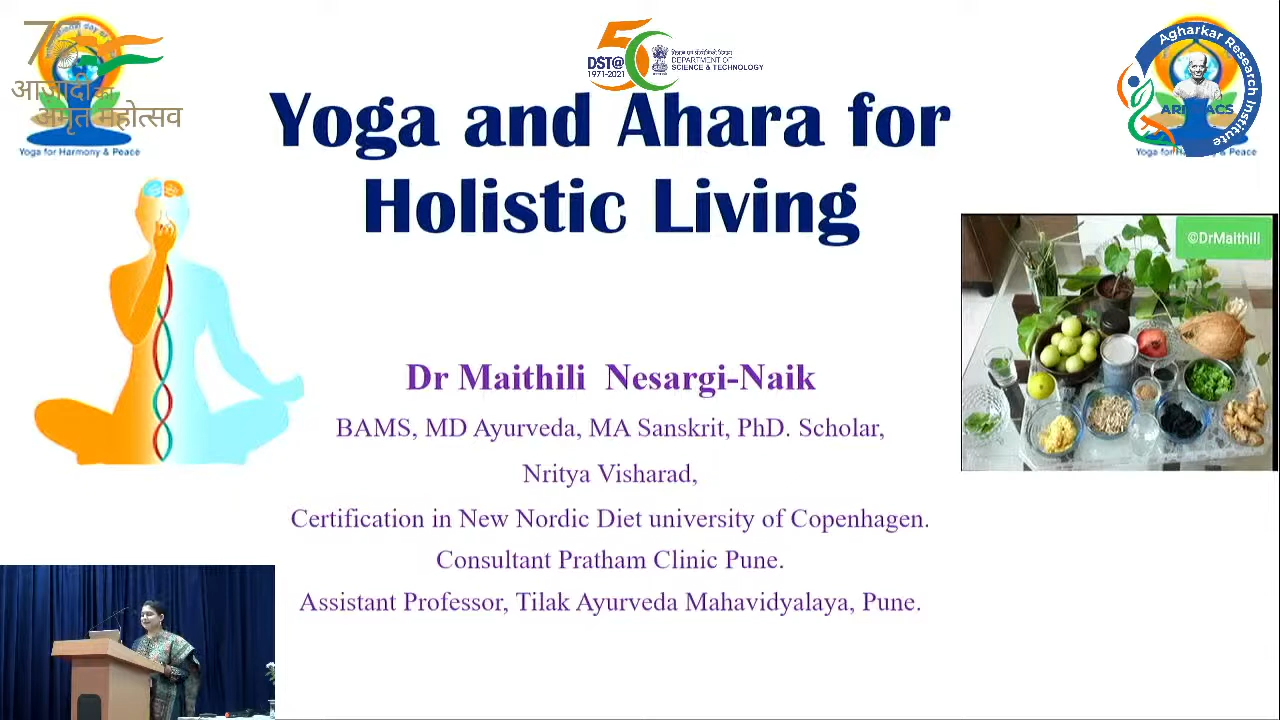 आज़ादी का
अमृत महोत्सव
Yoga for Harmony & Peace
DST@
1971-2021
DEPARTMENT OF
SCIENCE & TECHNOLOGY
Agharkar Research Institute
Yoga for Harmony & Peace
Yoga and Ahara for
Holistic Living
©DrMaithili
Dr Maithili Nesargi-Naik
BAMS, MD Ayurveda, MA Sanskrit, PhD. Scholar,
Nritya Visharad,
Certification in New Nordic Diet university of Copenhagen.
Consultant Pratham Clinic Pune.
Assistant Professor, Tilak Ayurveda Mahavidyalaya, Pune.